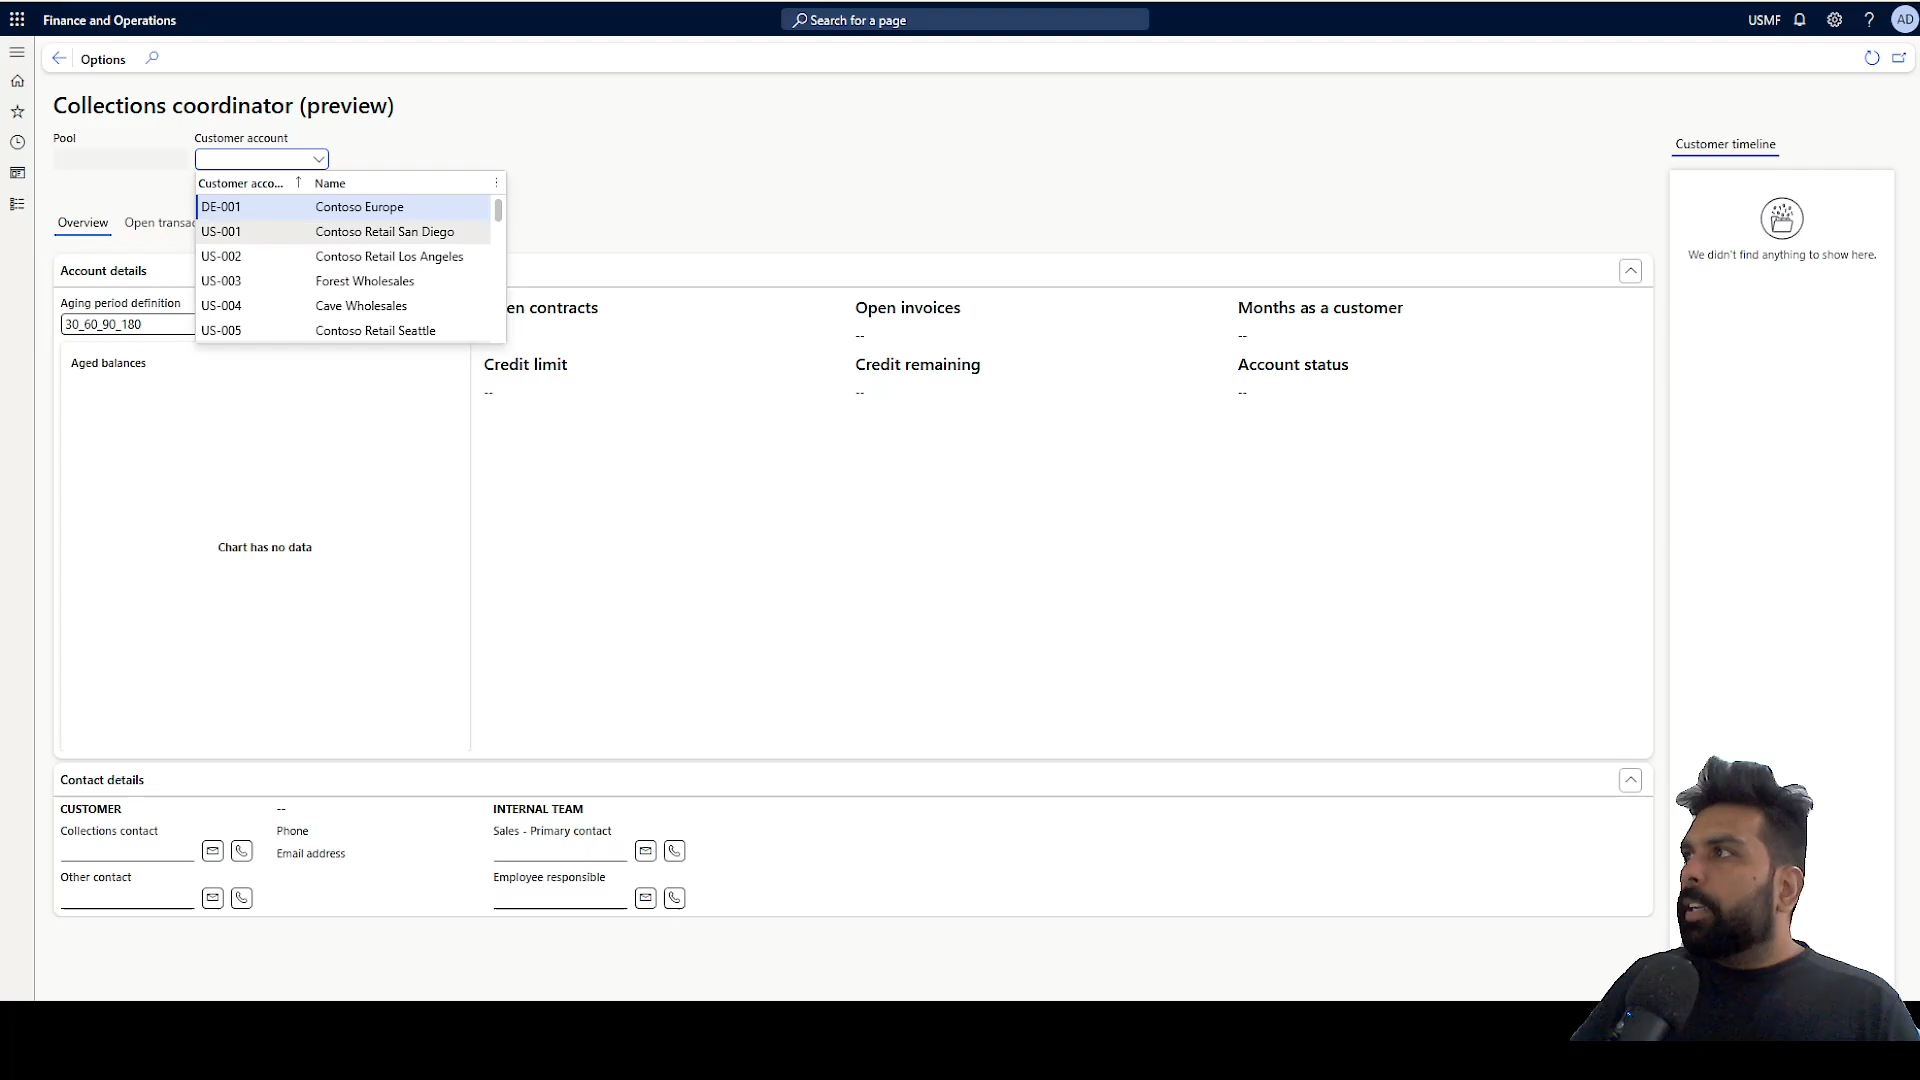 Finance and Operations
Search for a page
USMF
AD
Options
Collections coordinator (preview)
Pool
Customer account
Customer timeline
Customer acco...
Name
DE-001
Contoso Europe
US-001
Contoso Retail San Diego
US-002
Contoso Retail Los Angeles
US-003
Forest Wholesales
US-004
Cave Wholesales
US-005
Contoso Retail Seattle
Overview
Open transac
We didn't find anything to show here.
Account details
Aging period definition
30_60_90_180
en contracts
Open invoices
--
Months as a customer
--
Credit limit
--
Credit remaining
--
Account status
--
Aged balances
Chart has no data
Contact details
CUSTOMER
--
INTERNAL TEAM
Collections contact
Phone
Sales - Primary contact
Email address
Other contact
Employee responsible